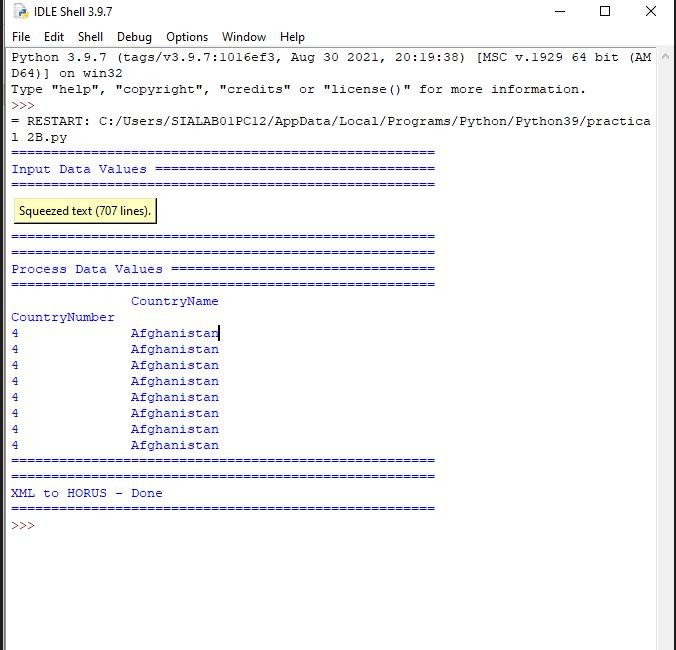 IDLE Shell 3.9.7
File Edit Shell Debug Options Window Help
Python 3.9.7 (tags/v3.9.7:1016ef3, Aug 30 2021, 20:19:38) [MSC v.1929 64 bit (AM
D64)] on win32
Type "help", "copyright", "credits" or "license()" for more information.
>>>
= RESTART: C:/Users/SIALAB01PC12/AppData/Local/Programs/Python/Python39/practica
l 2B.py
=====================================================
Input Data Values ===================================
=====================================================
Squeezed text (707 lines).
=====================================================
=====================================================
Process Data Values =================================
=====================================================
CountryName
CountryNumber
4 Afghanistan
4 Afghanistan
4 Afghanistan
4 Afghanistan
4 Afghanistan
4 Afghanistan
4 Afghanistan
4 Afghanistan
=====================================================
=====================================================
XML to HORUS - Done
=====================================================
>>>